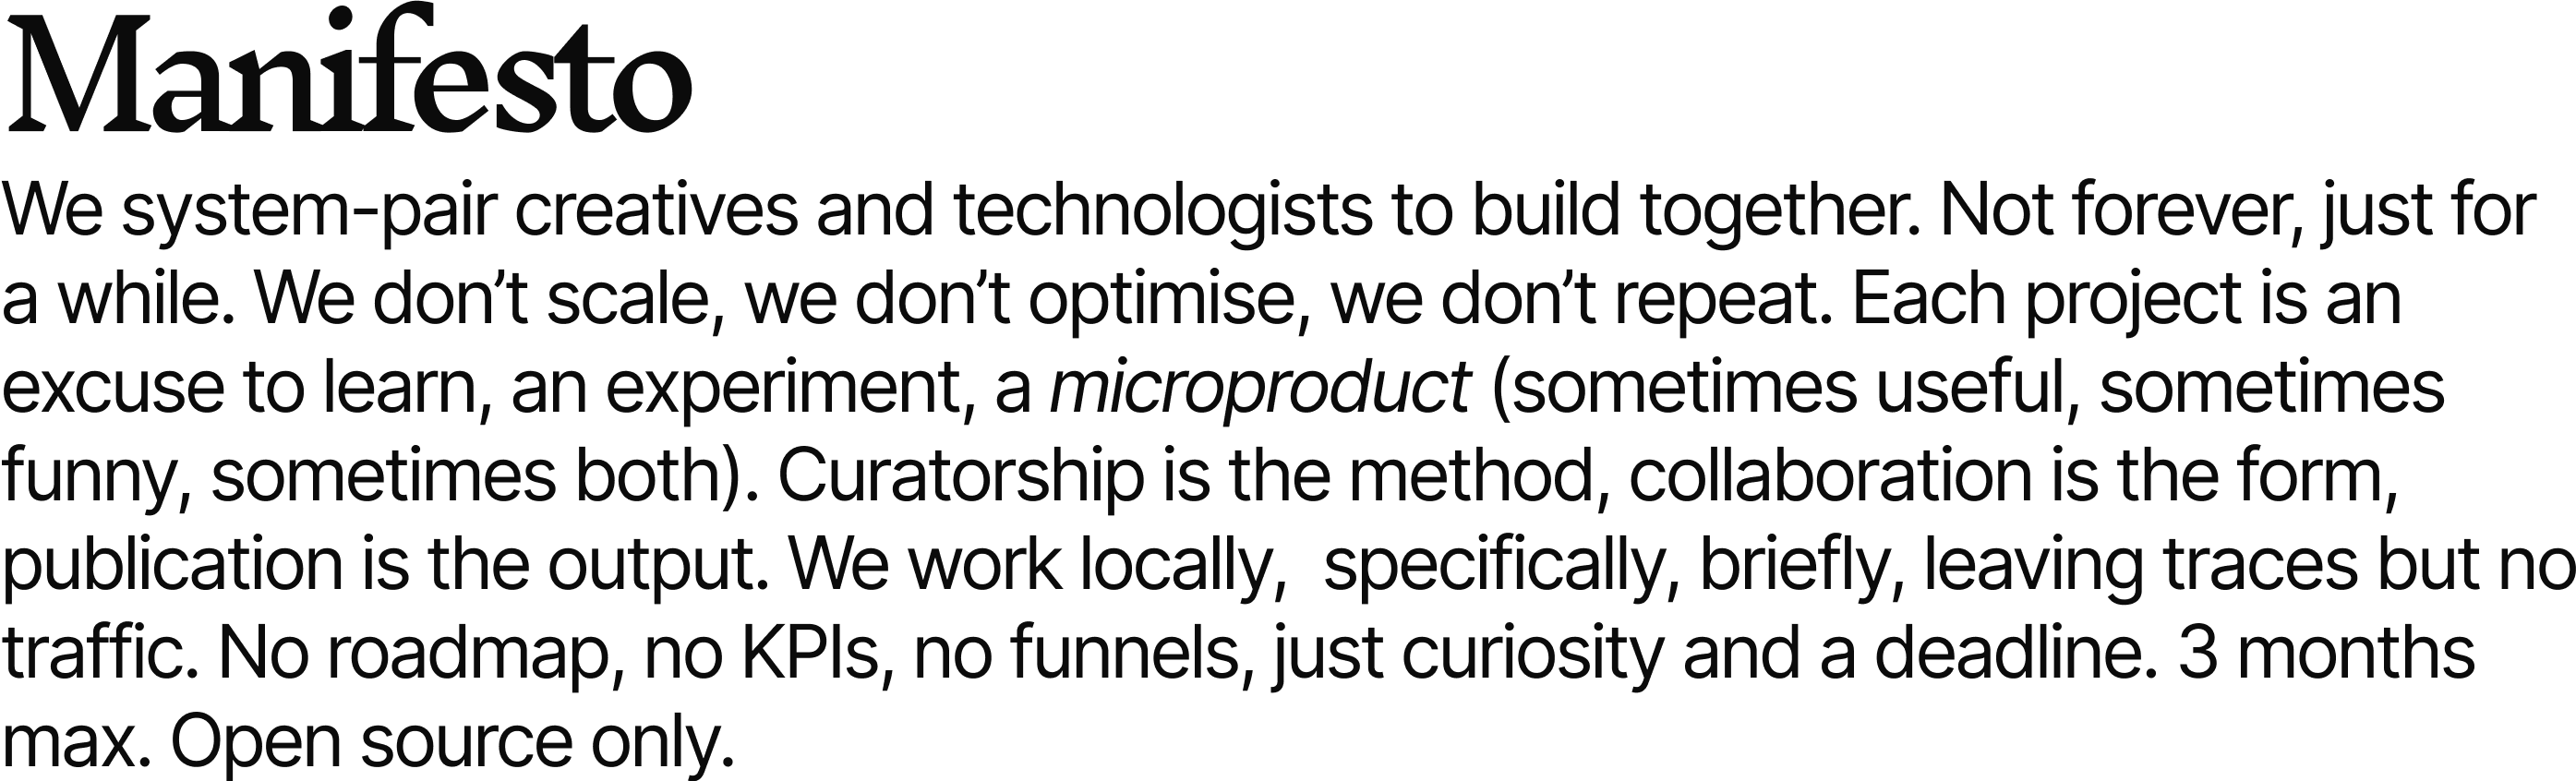 Manifesto
We system-pair creatives and technologists to build together. Not forever, just for
a while. We don’t scale, we don’t optimise, we don’t repeat. Each project is an
excuse to learn, an experiment, a microproduct (sometimes useful, sometimes
funny, sometimes both). Curatorship is the method, collaboration is the form,
publication is the output. We work locally,  specifically, briefly, leaving traces but no
traffic. No roadmap, no KPIs, no funnels, just curiosity and a deadline. 3 months
max. Open source only.